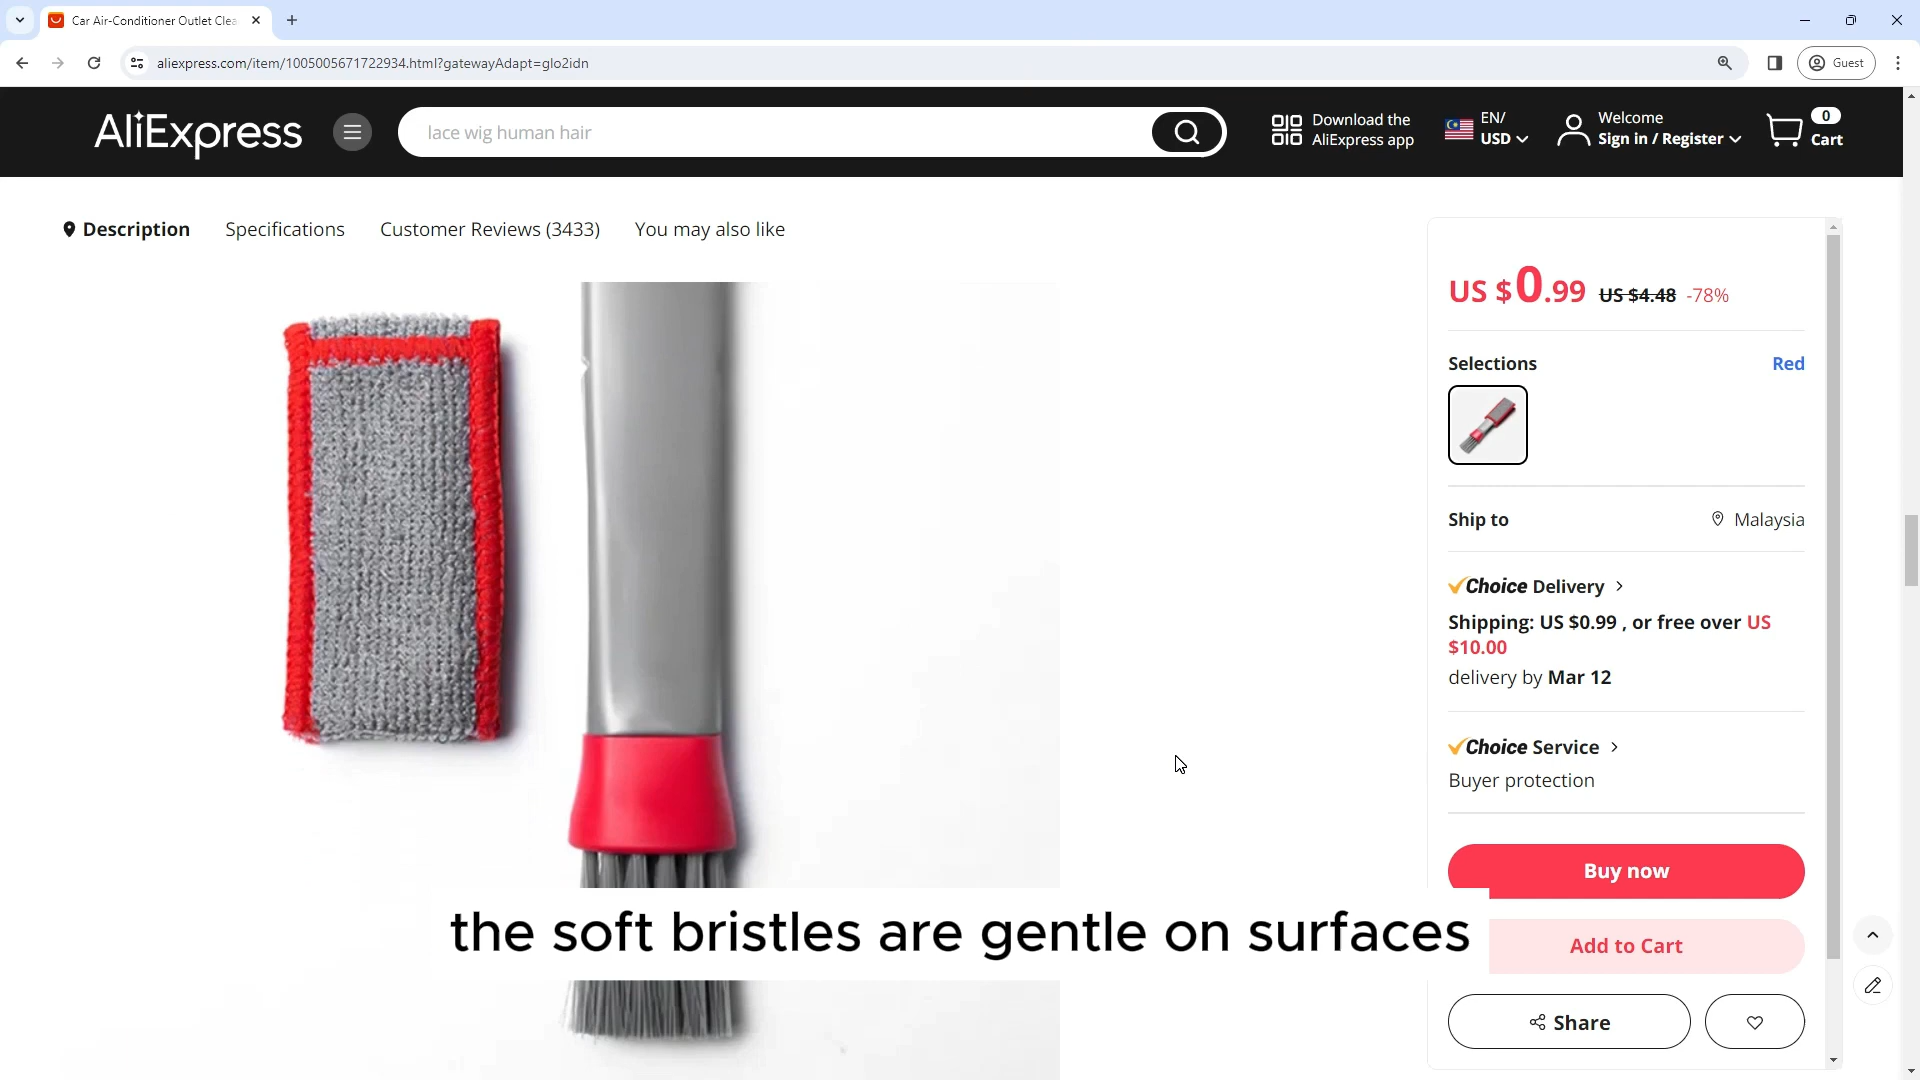 Car Air-Conditioner Outlet Clea
aliexpress.com/item/1005005671722934.html?gatewayAdapt=glo2idn
Guest
AliExpress
lace wig human hair
Download the
AliExpress app
EN/
USD
Welcome
Sign in / Register
0
Cart
Description
Specifications
Customer Reviews (3433)
You may also like
US $0.99 US $4.48 -78%
Selections
Red
Ship to
Malaysia
Choice Delivery
Shipping: US $0.99 , or free over US
$10.00
delivery by Mar 12
Choice Service
Buyer protection
Buy now
the soft bristles are gentle on surfaces
Add to Cart
Share